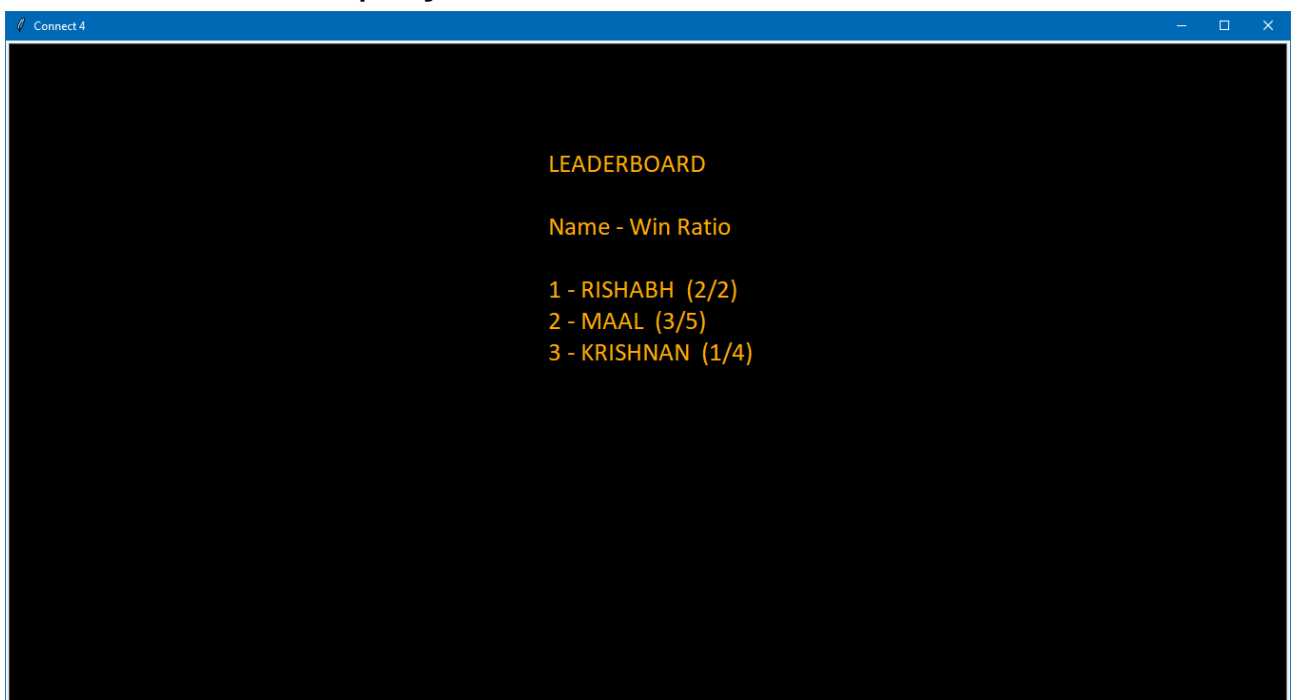 Connect 4
LEADERBOARD
Name - Win Ratio
1 - RISHABH (2/2)
2 - MAAL (3/5)
3 - KRISHNAN (1/4)